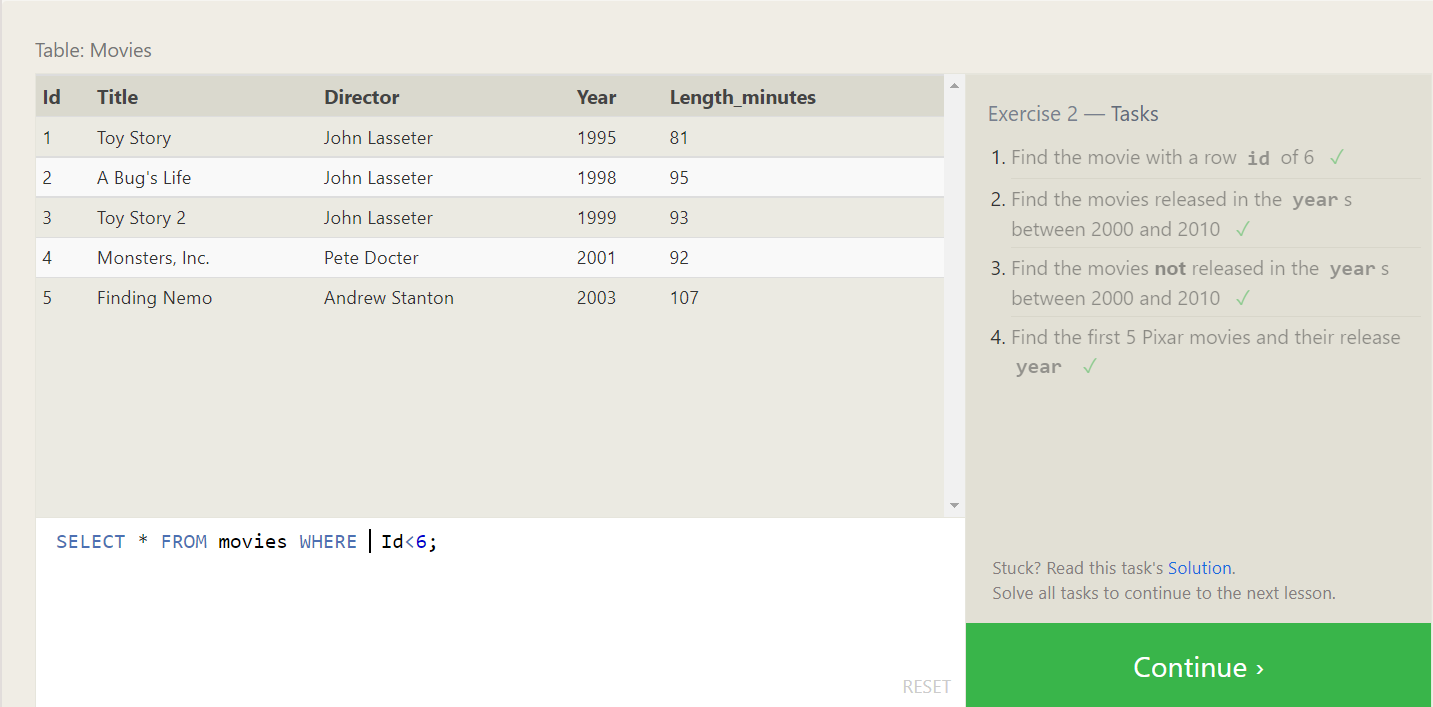 Table: Movies
Id Title Director Year Length_minutes
1 Toy Story John Lasseter 1995 81
2 A Bug's Life John Lasseter 1998 95
3 Toy Story 2 John Lasseter 1999 93
4 Monsters, Inc. Pete Docter 2001 92
5 Finding Nemo Andrew Stanton 2003 107
SELECT * FROM movies WHERE Id<6;
RESET
Exercise 2 — Tasks
1. Find the movie with a row id of 6 ✓
2. Find the movies released in the year s
between 2000 and 2010 ✓
3. Find the movies not released in the year s
between 2000 and 2010 ✓
4. Find the first 5 Pixar movies and their release
year ✓
Stuck? Read this task's Solution.
Solve all tasks to continue to the next lesson.
Continue ›